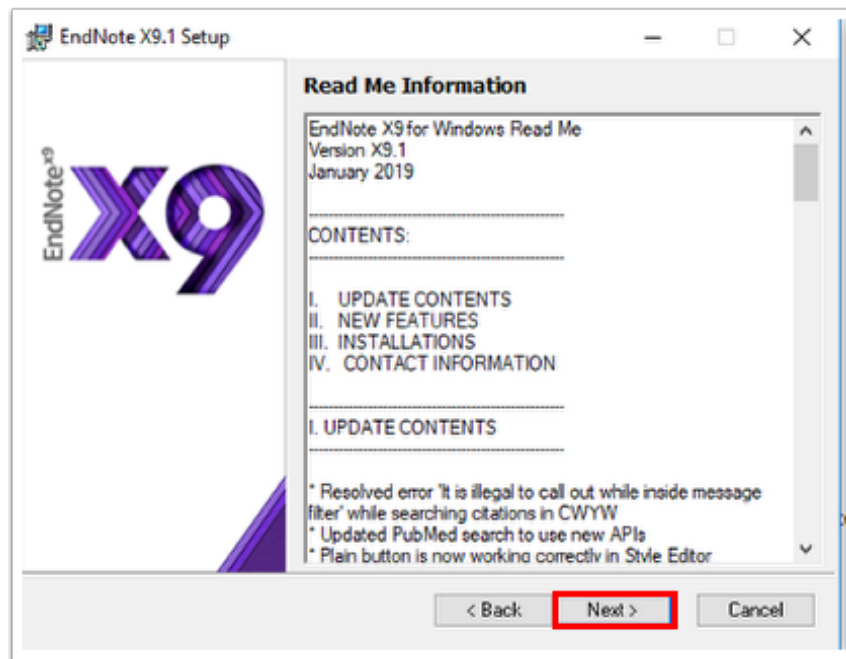 EndNote X9.1 Setup
Read Me Information
EndNote X9 for Windows Read Me
Version X9.1
January 2019
CONTENTS:
I. UPDATE CONTENTS
II. NEW FEATURES
III. INSTALLATIONS
IV. CONTACT INFORMATION
I. UPDATE CONTENTS
* Resolved error 'It is illegal to call out while inside message
filter' while searching citations in CWYW
* Updated PubMed search to use new APIs
* Plain button is now working correctly in Style Editor
EndNote X9
X9
< Back
Next >
Cancel